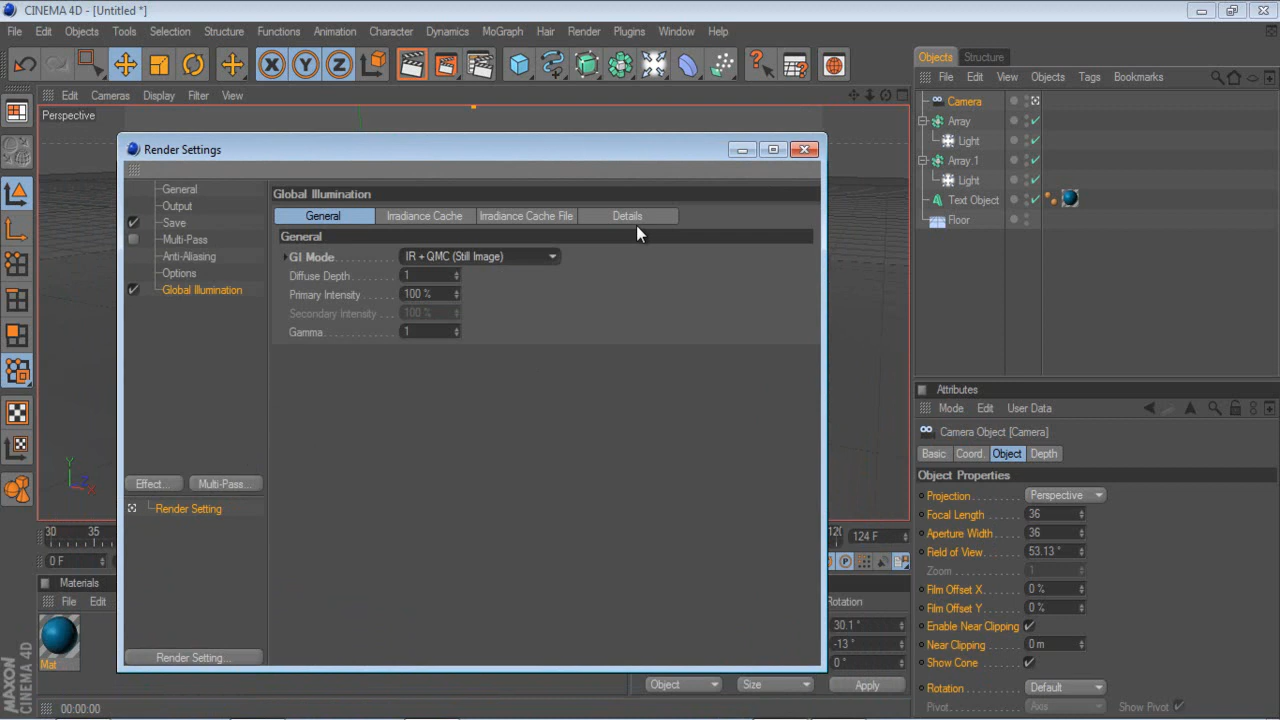 CINEMA 4D - [Untitled *]
File Edit Objects Tools Selection Structure Functions Animation Character Dynamics MoGraph Hair Render Plugins Window Help
Edit Cameras Display Filter View
Perspective
Render Settings
General
Output
Save
Multi-Pass
Anti-Aliasing
Options
Global Illumination
Effect... Multi-Pass...
Render Setting
Render Setting...
Global Illumination
General Irradiance Cache Irradiance Cache File Details
General
GI Mode IR + QMC (Still Image)
Diffuse Depth 1
Primary Intensity 100 %
Secondary Intensity 100 %
Gamma 1
Y
Z
X
30 35
124 F
0 F
Materials
File Edit
Mat
Rotation
30.1 °
-13 °
0 °
Object Size Apply
MAXON
CINEMA 4D
00:00:00
Objects Structure
File Edit View Objects Tags Bookmarks
Camera
Array
Light
Array.1
Light
Text Object
Floor
Attributes
Mode Edit User Data
Camera Object [Camera]
Basic Coord. Object Depth
Object Properties
Projection Perspective
Focal Length 36
Aperture Width 36
Field of View 53.13 °
Zoom 1
Film Offset X 0 %
Film Offset Y 0 %
Enable Near Clipping
Near Clipping 0 m
Show Cone
Rotation Default
Pivot Axis Show Pivot